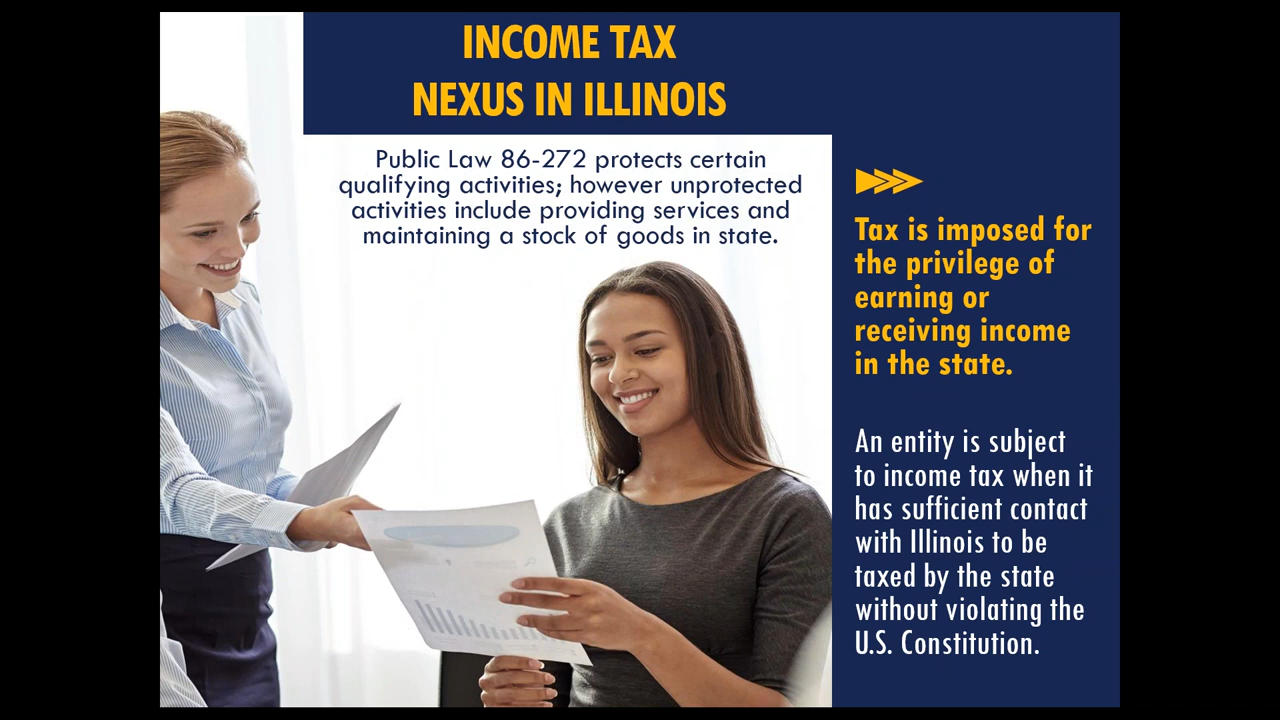 INCOME TAX
NEXUS IN ILLINOIS
Public Law 86-272 protects certain
qualifying activities; however unprotected
activities include providing services and
maintaining a stock of goods in state.
Tax is imposed for
the privilege of
earning or
receiving income
in the state.
An entity is subject
to income tax when it
has sufficient contact
with Illinois to be
taxed by the state
without violating the
U.S. Constitution.